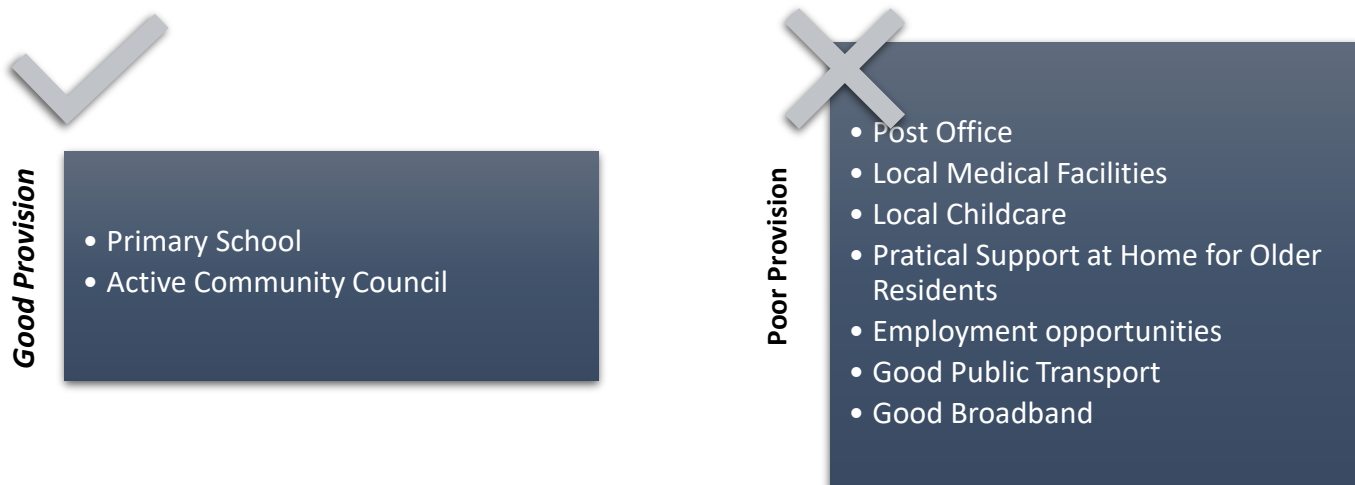 Good Provision
• Primary School
• Active Community Council
Poor Provision
• Post Office
• Local Medical Facilities
• Local Childcare
• Pratical Support at Home for Older
Residents
• Employment opportunities
• Good Public Transport
• Good Broadband